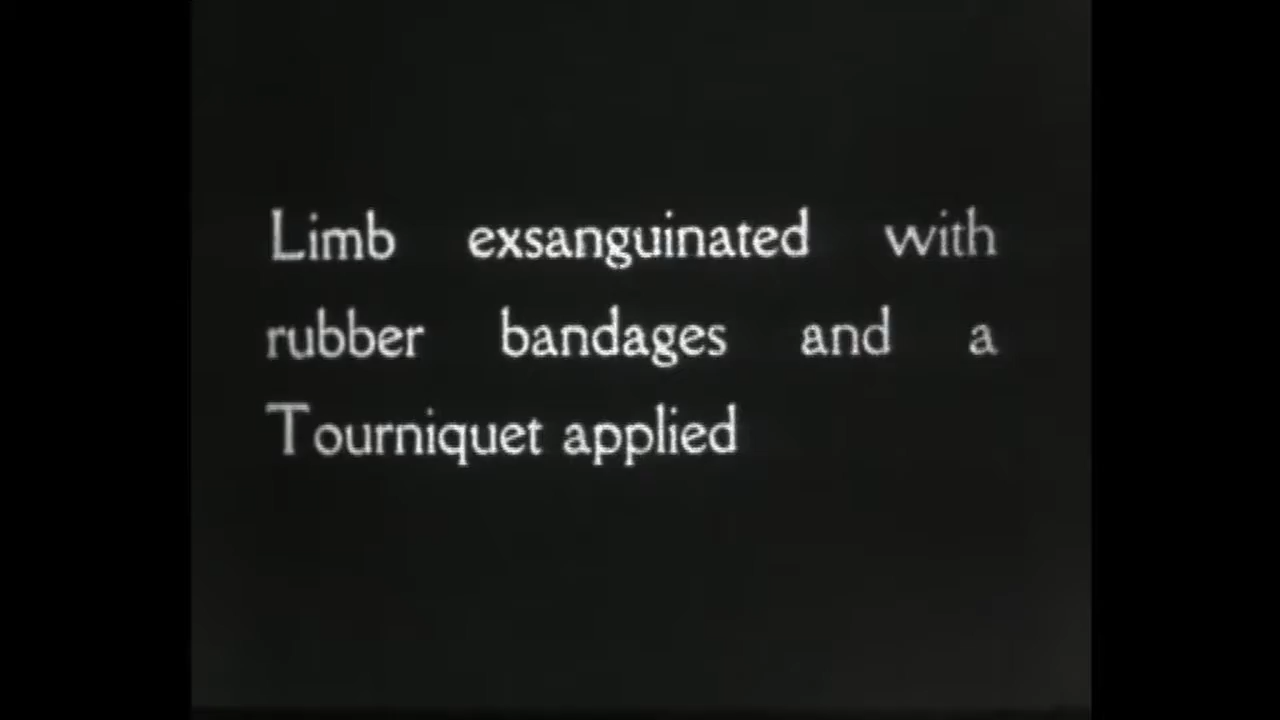 Limb exsanguinated with
rubber bandages and a
Tourniquet applied